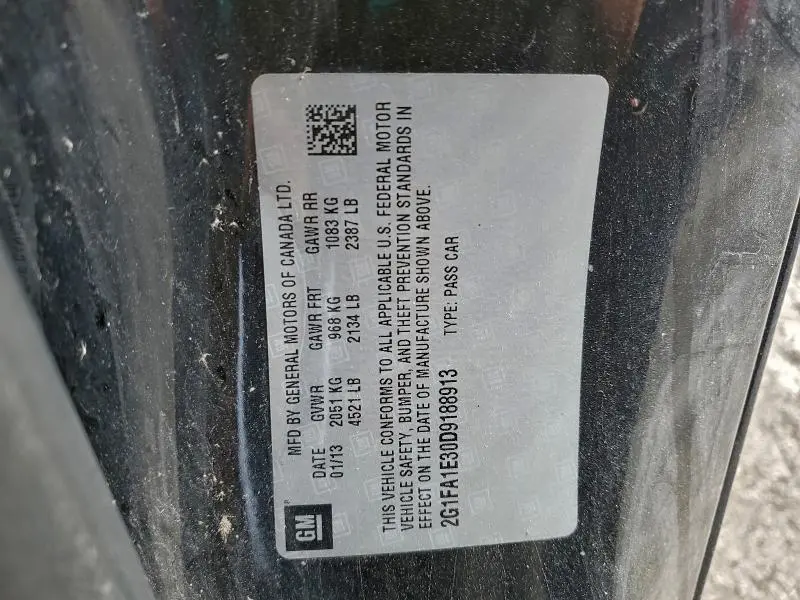 GM
MFD BY GENERAL MOTORS OF CANADA LTD.
DATE GVWR GAWR FRT GAWR RR
01/13 2051 KG 968 KG 1083 KG
4521 LB 2134 LB 2387 LB
THIS VEHICLE CONFORMS TO ALL APPLICABLE U.S. FEDERAL MOTOR
VEHICLE SAFETY, BUMPER, AND THEFT PREVENTION STANDARDS IN
EFFECT ON THE DATE OF MANUFACTURE SHOWN ABOVE.
2G1FA1E30D9188913 TYPE: PASS CAR